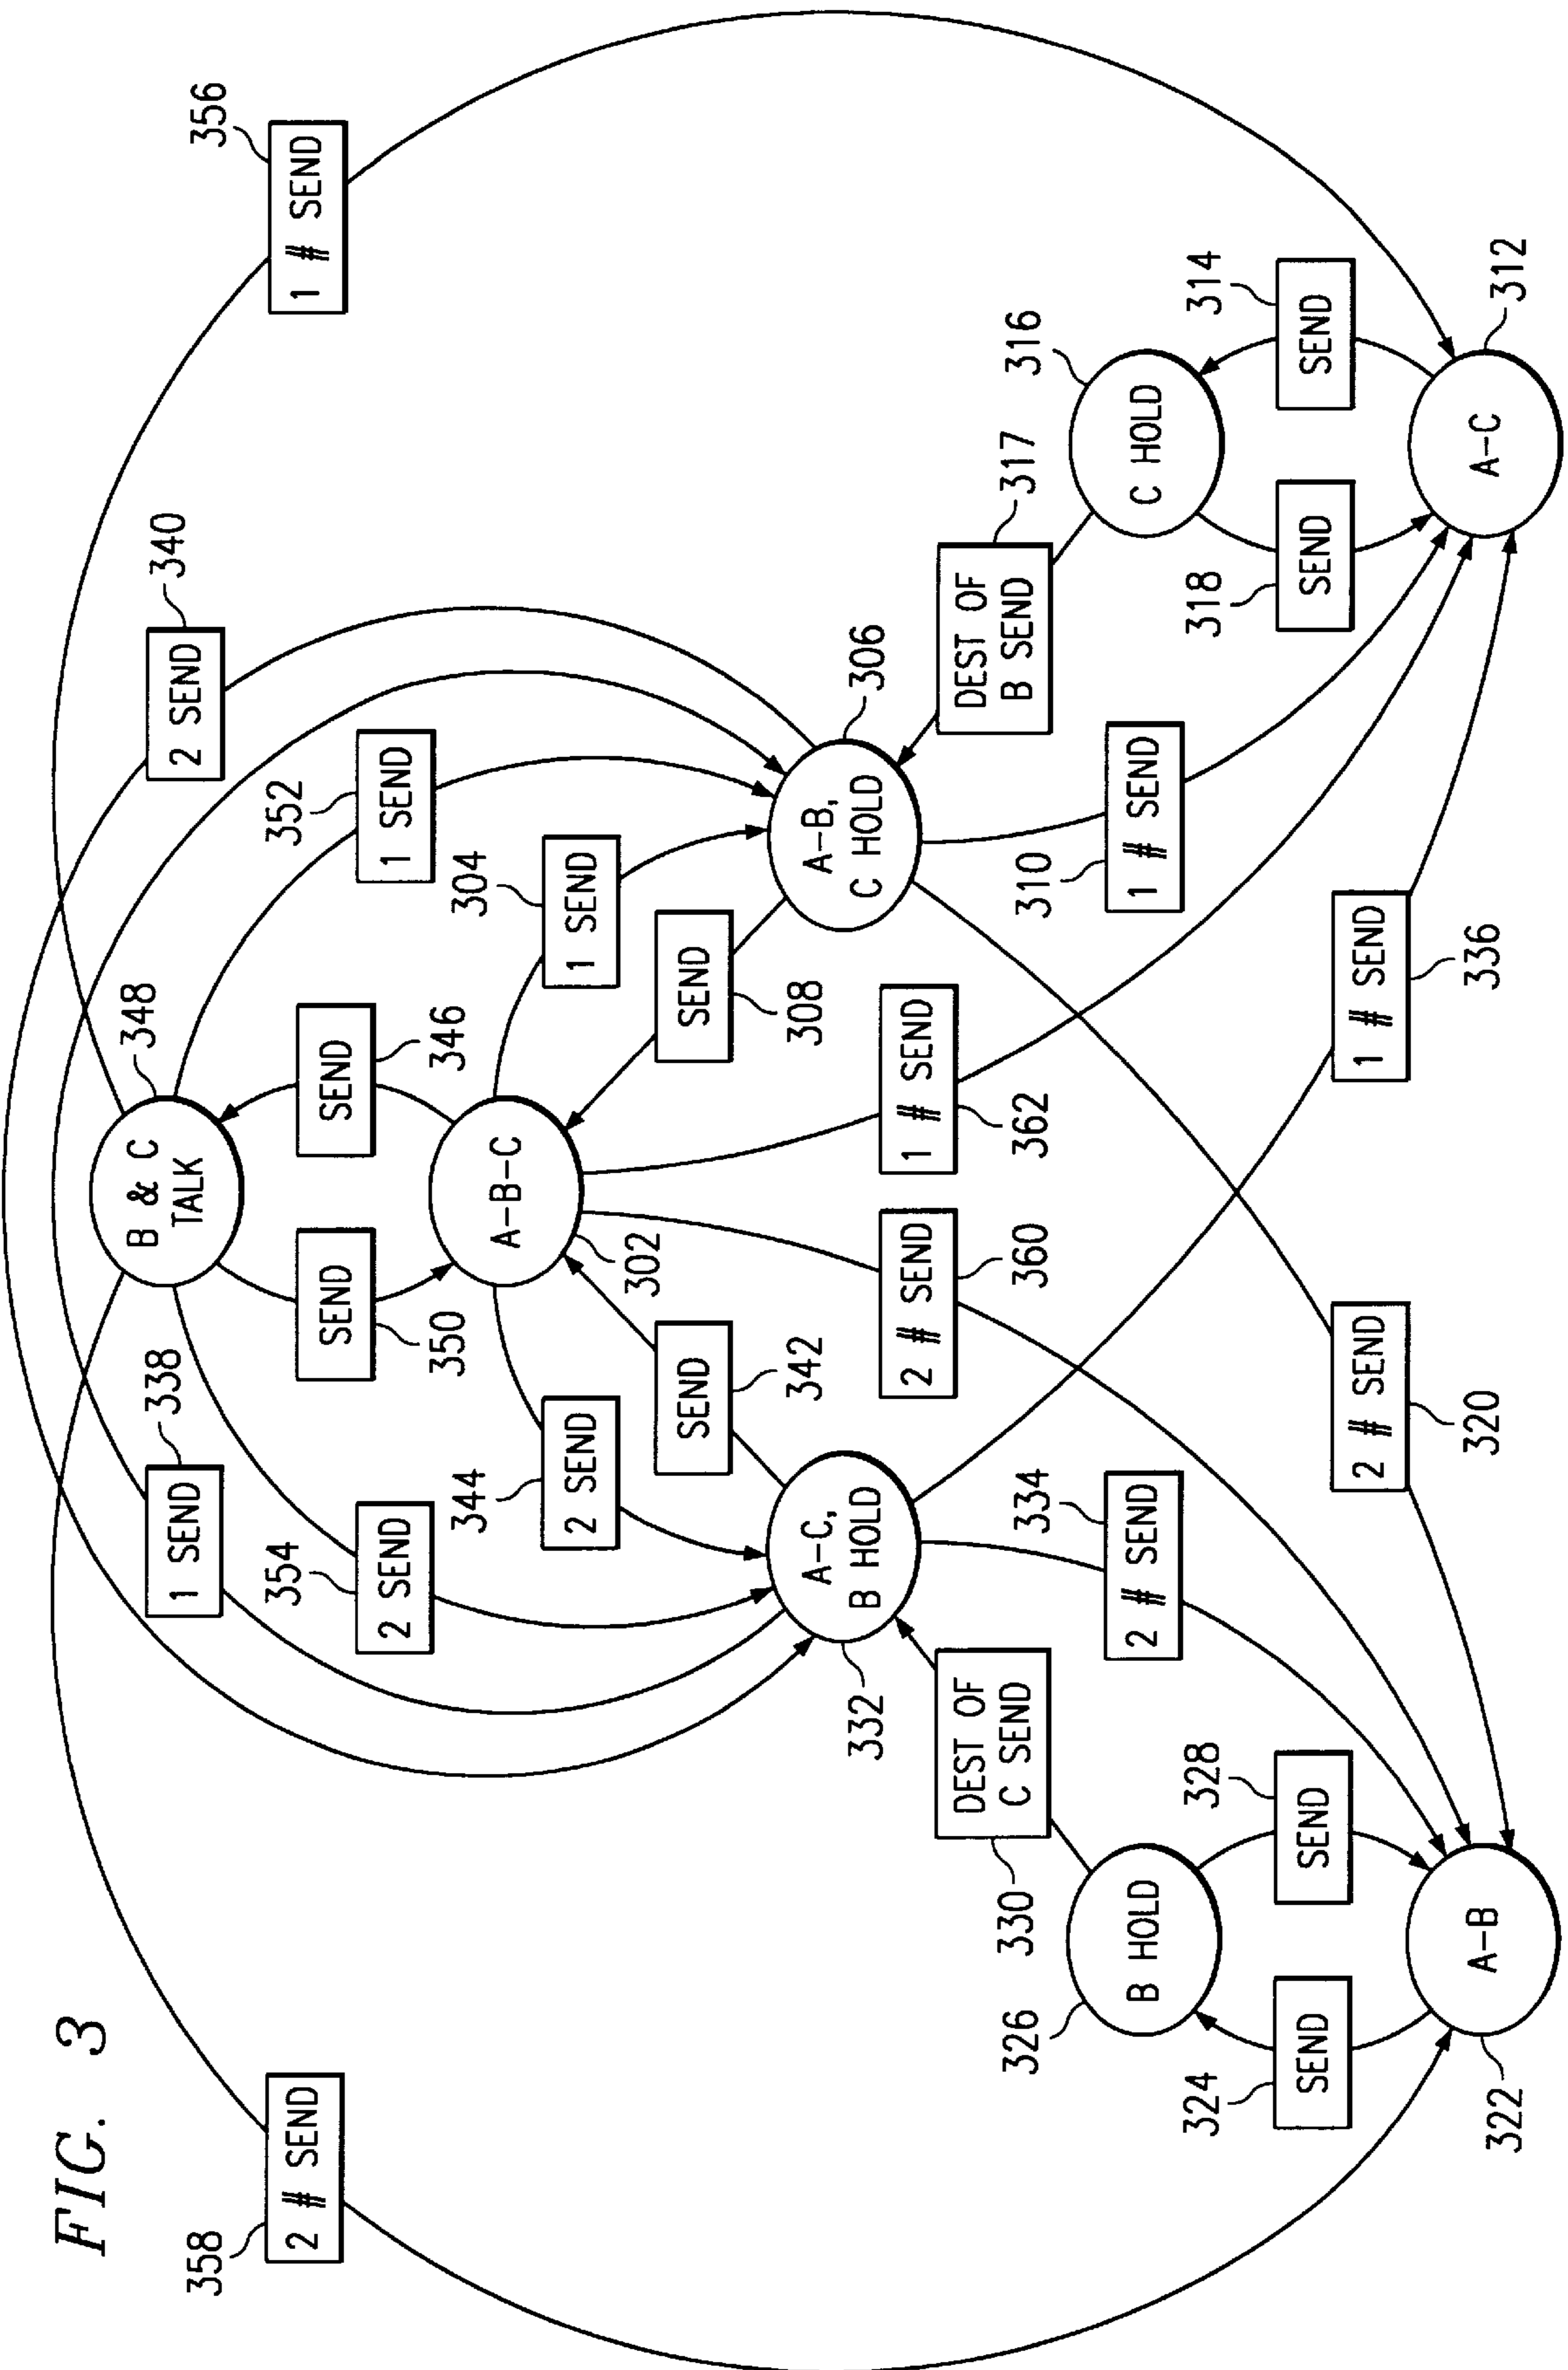 FIG. 3
358
2 # SEND
356
1 # SEND
338
1 SEND
340
2 SEND
348
B & C
TALK
354
2 SEND
350
SEND
346
SEND
352
1 SEND
344
2 SEND
A-B-C
302
304
1 SEND
342
SEND
308
SEND
332
A-C,
B HOLD
306
A-B,
C HOLD
360
2 # SEND
362
1 # SEND
330
DEST OF
C SEND
317
DEST OF
B SEND
326
B HOLD
334
2 # SEND
310
1 # SEND
316
C HOLD
324
SEND
328
SEND
318
SEND
314
SEND
320
2 # SEND
336
1 # SEND
322
A-B
312
A-C